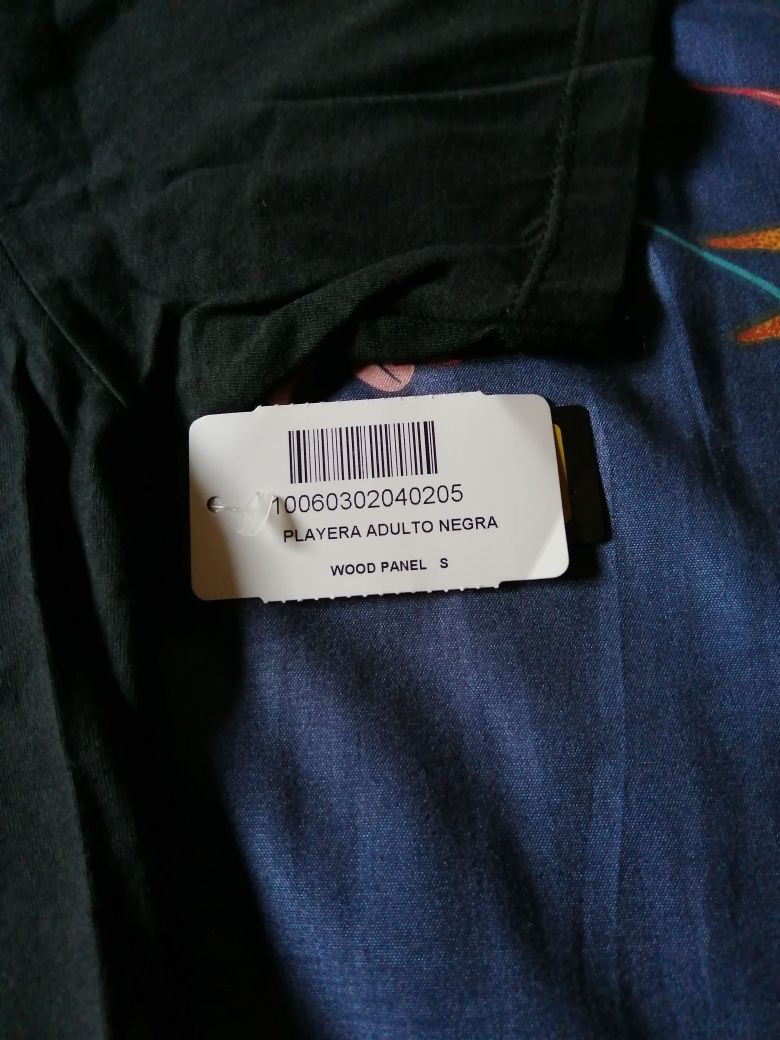 10060302040205
PLAYERA ADULTO NEGRA
WOOD PANEL S